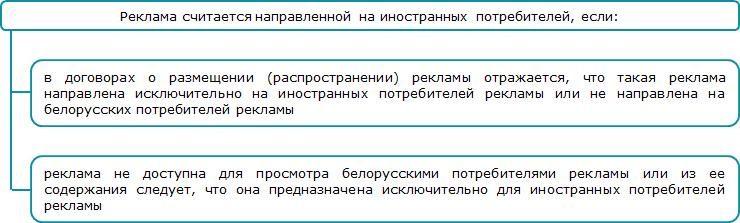 Реклама считается направленной на иностранных потребителей, если:
в договорах о размещении (распространении) рекламы отражается, что такая реклама
направлена исключительно на иностранных потребителей рекламы или не направлена на
белорусских потребителей рекламы
реклама не доступна для просмотра белорусскими потребителями рекламы или из ее
содержания следует, что она предназначена исключительно для иностранных потребителей
рекламы